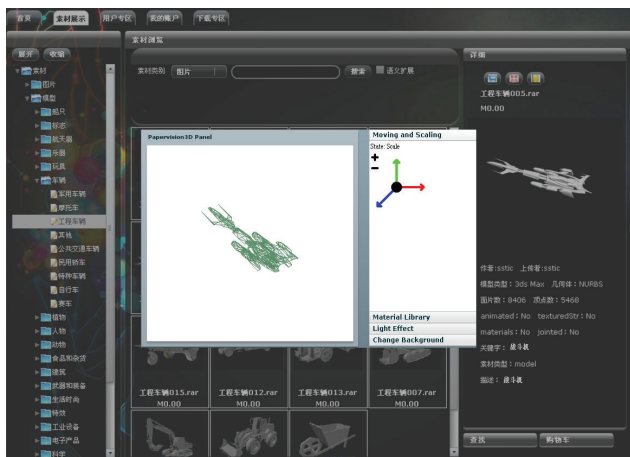 首页
素材展示
用户专区
我的账户
下载专区
素材浏览
展开
收缩
素材
图片
模型
船只
标志
航天器
乐器
玩具
车辆
军用车辆
摩托车
工程车辆
其他
公共交通车辆
民用轿车
特种车辆
自行车
赛车
植物
人物
动物
食品和杂货
建筑
武器和装备
生活时尚
特效
工业设备
电子产品
科学
素材类别
图片
搜索
语义扩展
Papervision3D Panel
Moving and Scaling
State: Scale
Material Library
Light Effect
Change Background
工程车辆015.rar
M0.00
工程车辆012.rar
M0.00
工程车辆013.rar
M0.00
工程车辆007.rar
M0.00
详细
工程车辆005.rar
M0.00
作者:sstic 上传者:sstic
模型类型：3ds Max 几何体：NURBS
面片数：8406 顶点数：5468
animated：No texturedStr：No
materials：No jointed：No
关键字： 战斗机
素材类型：model
描述： 战斗机
查找
购物车